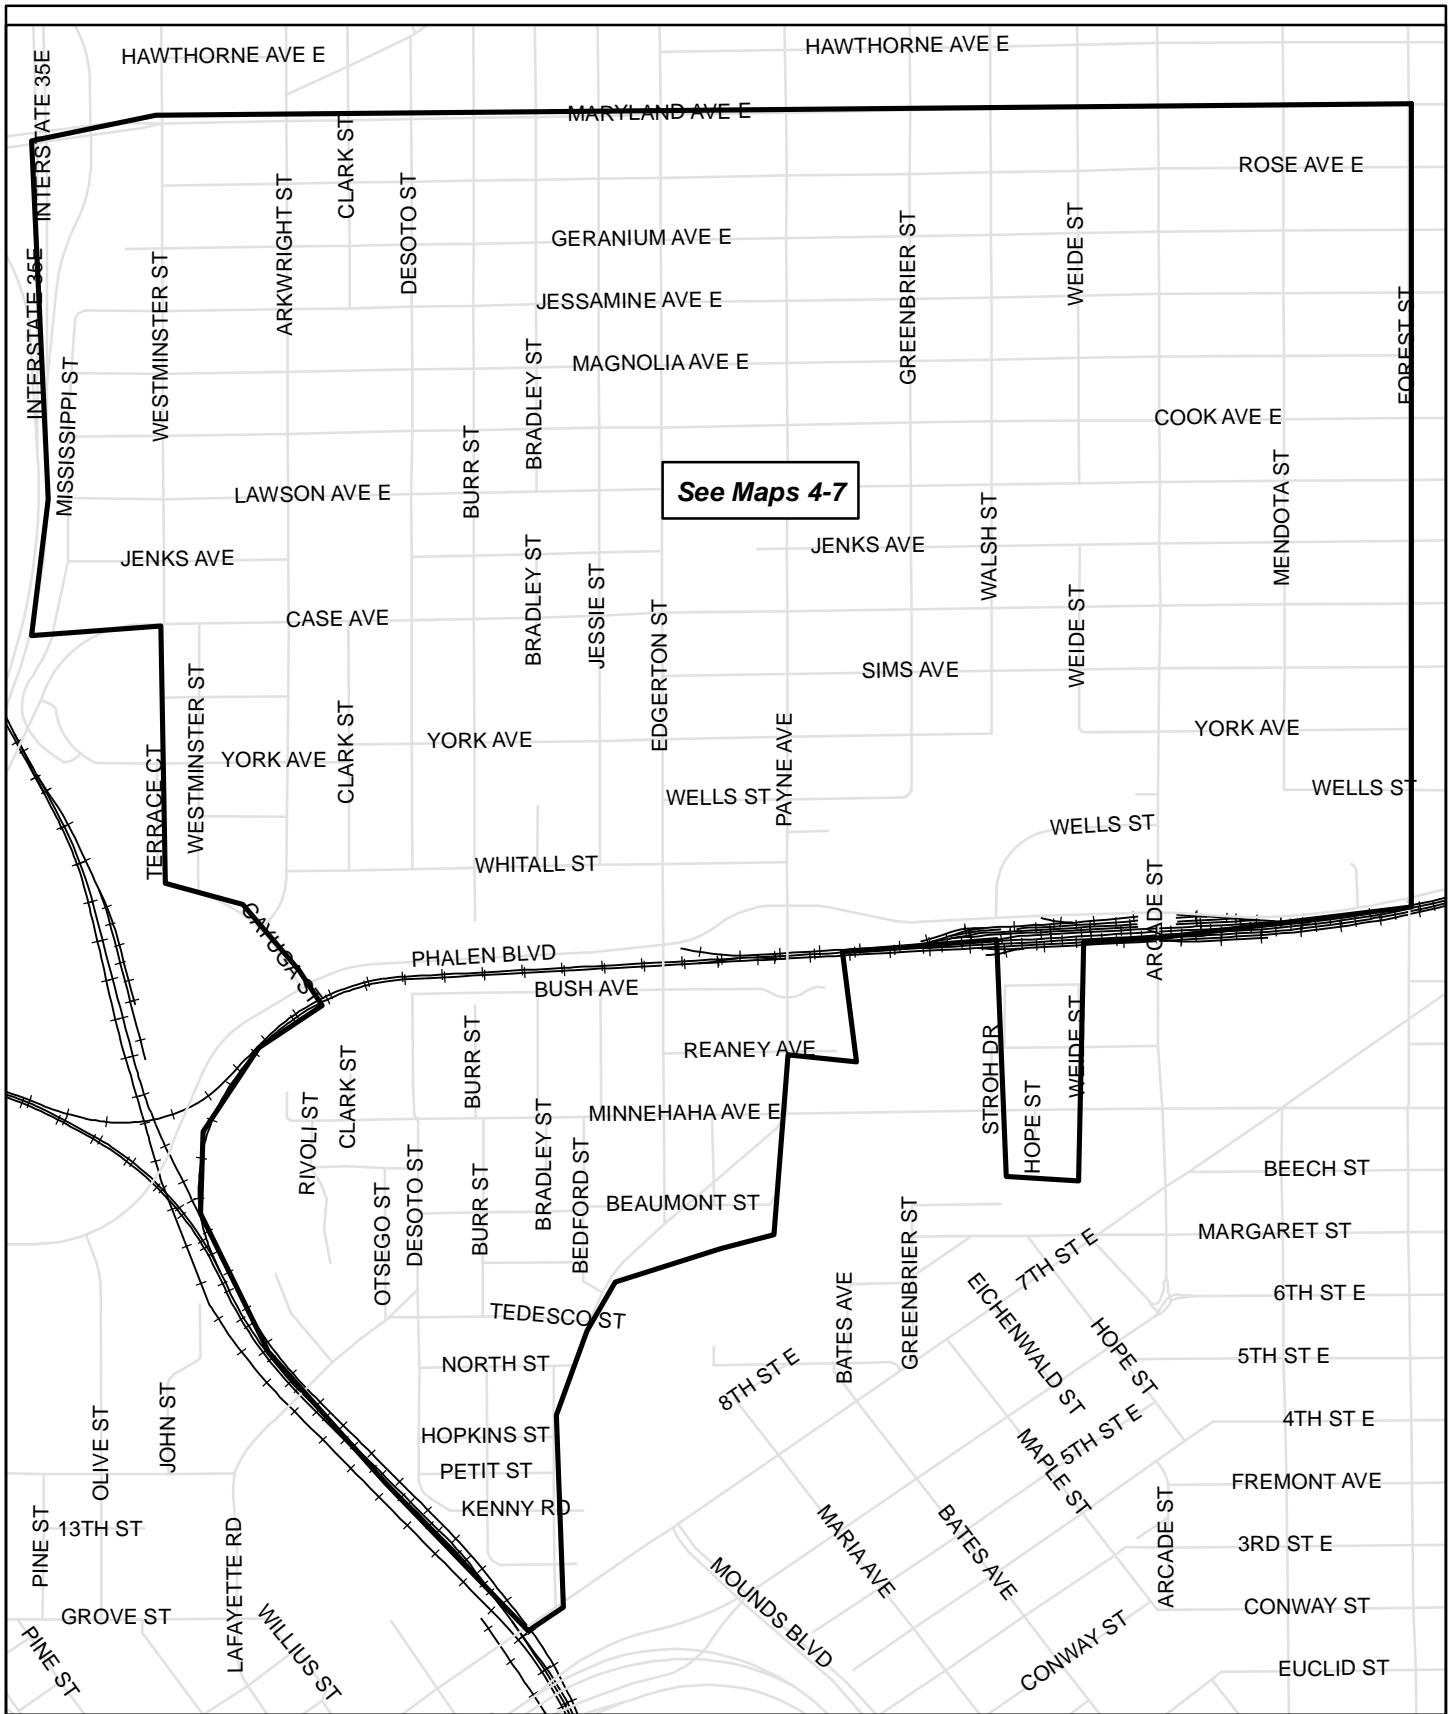 HAWTHORNE AVE E
HAWTHORNE AVE E
INTERSTATE 35E
MARYLAND AVE E
CLARK ST
ROSE AVE E
ARKWRIGHT ST
DESOTO ST
GERANIUM AVE E
GREENBRIER ST
WEIDE ST
INTERSTATE 35E
WESTMINSTER ST
JESSAMINE AVE E
FOREST ST
MISSISSIPPI ST
BRADLEY ST
MAGNOLIA AVE E
COOK AVE E
BURR ST
LAWSON AVE E
See Maps 4-7
WALSH ST
MENDOTA ST
JENKS AVE
BRADLEY ST
JESSIE ST
JENKS AVE
CASE AVE
EDGERTON ST
WEIDE ST
WESTMINSTER ST
SIMS AVE
CLARK ST
YORK AVE
YORK AVE
YORK AVE
TERRACE CT
PAYNE AVE
WELLS ST
WELLS ST
WELLS ST
WHITALL ST
ARCADE ST
CAYUGA ST
PHALEN BLVD
BUSH AVE
BURR ST
REANEY AVE
STROH DR
WEIDE ST
CLARK ST
RIVOLI ST
MINNEHAHA AVE E
HOPE ST
BRADLEY ST
BEDFORD ST
DESOTO ST
BURR ST
OTSEGO ST
BEAUMONT ST
BEECH ST
GREENBRIER ST
MARGARET ST
7TH ST E
TEDESCO ST
BATES AVE
EICHENWALD ST
6TH ST E
HOPE ST
NORTH ST
8TH ST E
5TH ST E
JOHN ST
OLIVE ST
HOPKINS ST
5TH ST E
4TH ST E
PETIT ST
MAPLE ST
FREMONT AVE
KENNY RD
PINE ST
13TH ST
LAFAYETTE RD
MARIA AVE
BATES AVE
ARCADE ST
3RD ST E
MOUNDS BLVD
GROVE ST
WILLIUS ST
CONWAY ST
CONWAY ST
PINE ST
EUCLID ST